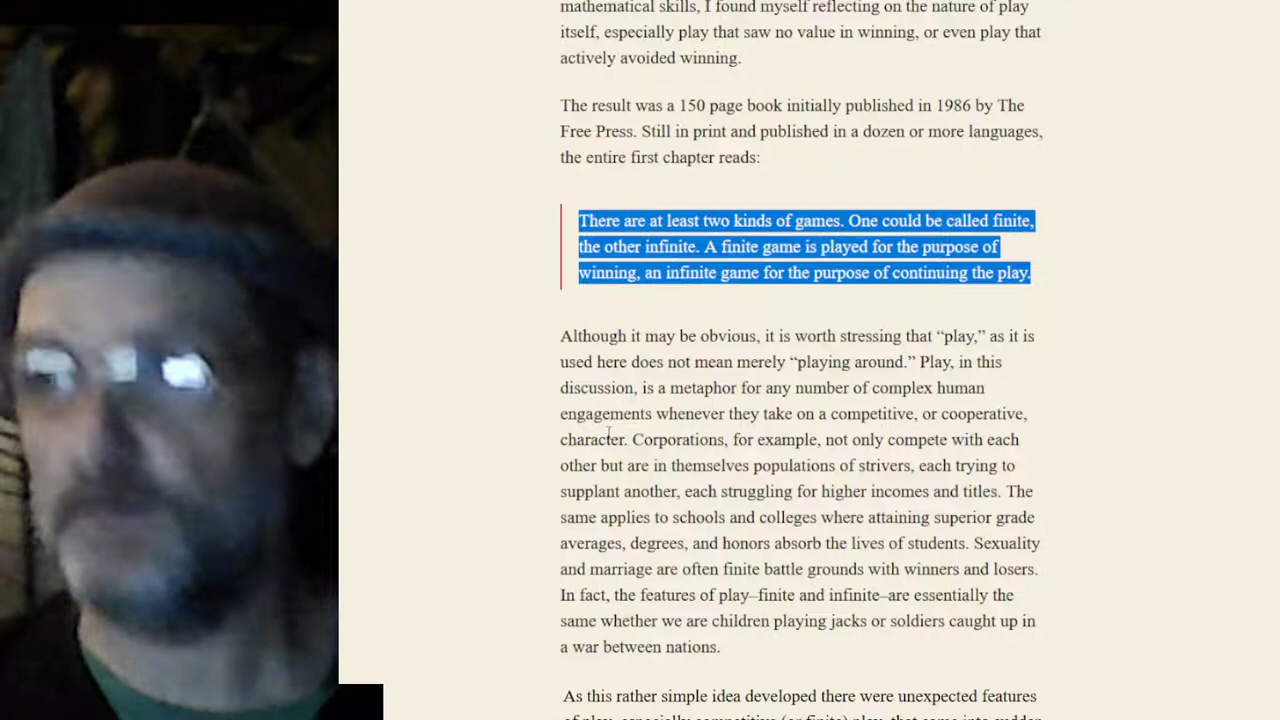 mathematical skills, I found myself reflecting on the nature of play
itself, especially play that saw no value in winning, or even play that
actively avoided winning.
The result was a 150 page book initially published in 1986 by The
Free Press. Still in print and published in a dozen or more languages,
the entire first chapter reads:
There are at least two kinds of games. One could be called finite,
the other infinite. A finite game is played for the purpose of
winning, an infinite game for the purpose of continuing the play.
Although it may be obvious, it is worth stressing that “play,” as it is
used here does not mean merely “playing around.” Play, in this
discussion, is a metaphor for any number of complex human
engagements whenever they take on a competitive, or cooperative,
character. Corporations, for example, not only compete with each
other but are in themselves populations of strivers, each trying to
supplant another, each struggling for higher incomes and titles. The
same applies to schools and colleges where attaining superior grade
averages, degrees, and honors absorb the lives of students. Sexuality
and marriage are often finite battle grounds with winners and losers.
In fact, the features of play–finite and infinite–are essentially the
same whether we are children playing jacks or soldiers caught up in
a war between nations.
As this rather simple idea developed there were unexpected features
of play, especially competitive (or finite) play, that came into sudden